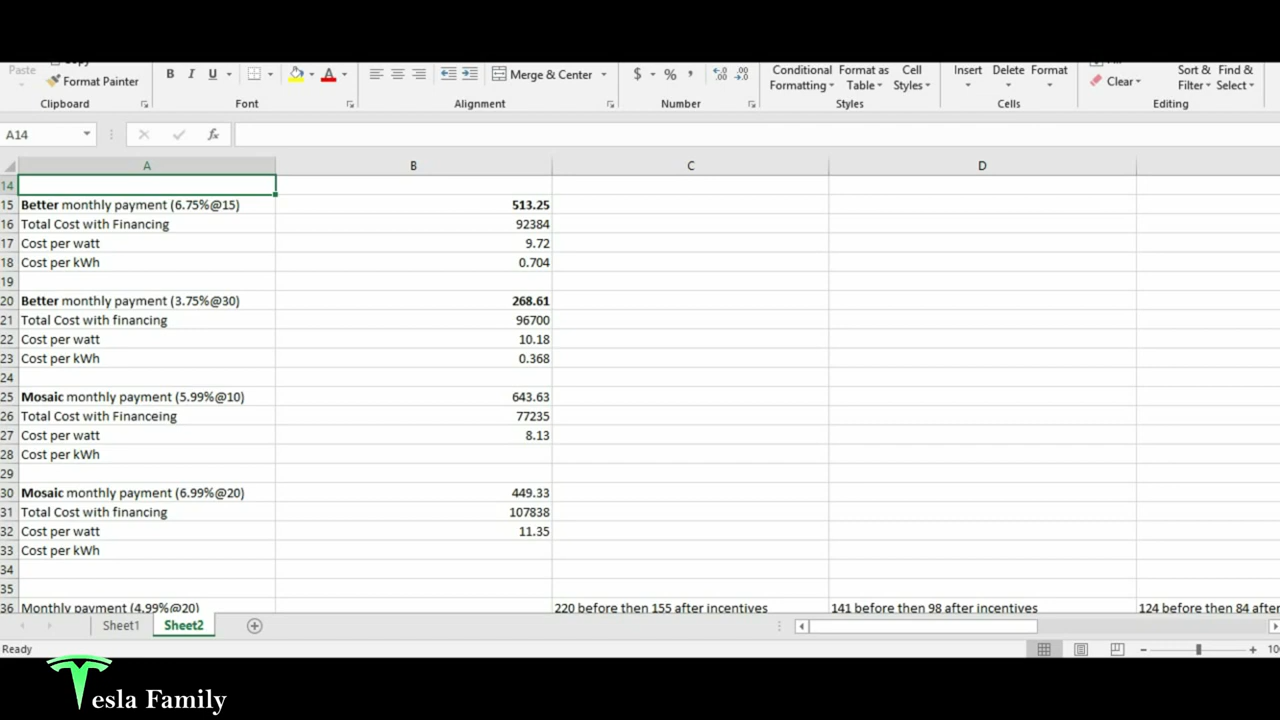 Paste
Copy
Format Painter
Clipboard
B I U
A
Font
Merge & Center
Alignment
$ % ,
Number
Conditional Formatting
Format as Table
Cell Styles
Styles
Insert
Delete
Format
Cells
Clear
Sort & Filter
Find & Select
Editing
A14
fx
A B C D
14
15 Better monthly payment (6.75%@15) 513.25
16 Total Cost with Financing 92384
17 Cost per watt 9.72
18 Cost per kWh 0.704
19
20 Better monthly payment (3.75%@30) 268.61
21 Total Cost with financing 96700
22 Cost per watt 10.18
23 Cost per kWh 0.368
24
25 Mosaic monthly payment (5.99%@10) 643.63
26 Total Cost with Financeing 77235
27 Cost per watt 8.13
28 Cost per kWh
29
30 Mosaic monthly payment (6.99%@20) 449.33
31 Total Cost with financing 107838
32 Cost per watt 11.35
33 Cost per kWh
34
35
36 Monthly payment (4.99%@20) 220 before then 155 after incentives 141 before then 98 after incentives 124 before then 84 after
Sheet1 Sheet2
Ready
Tesla Family